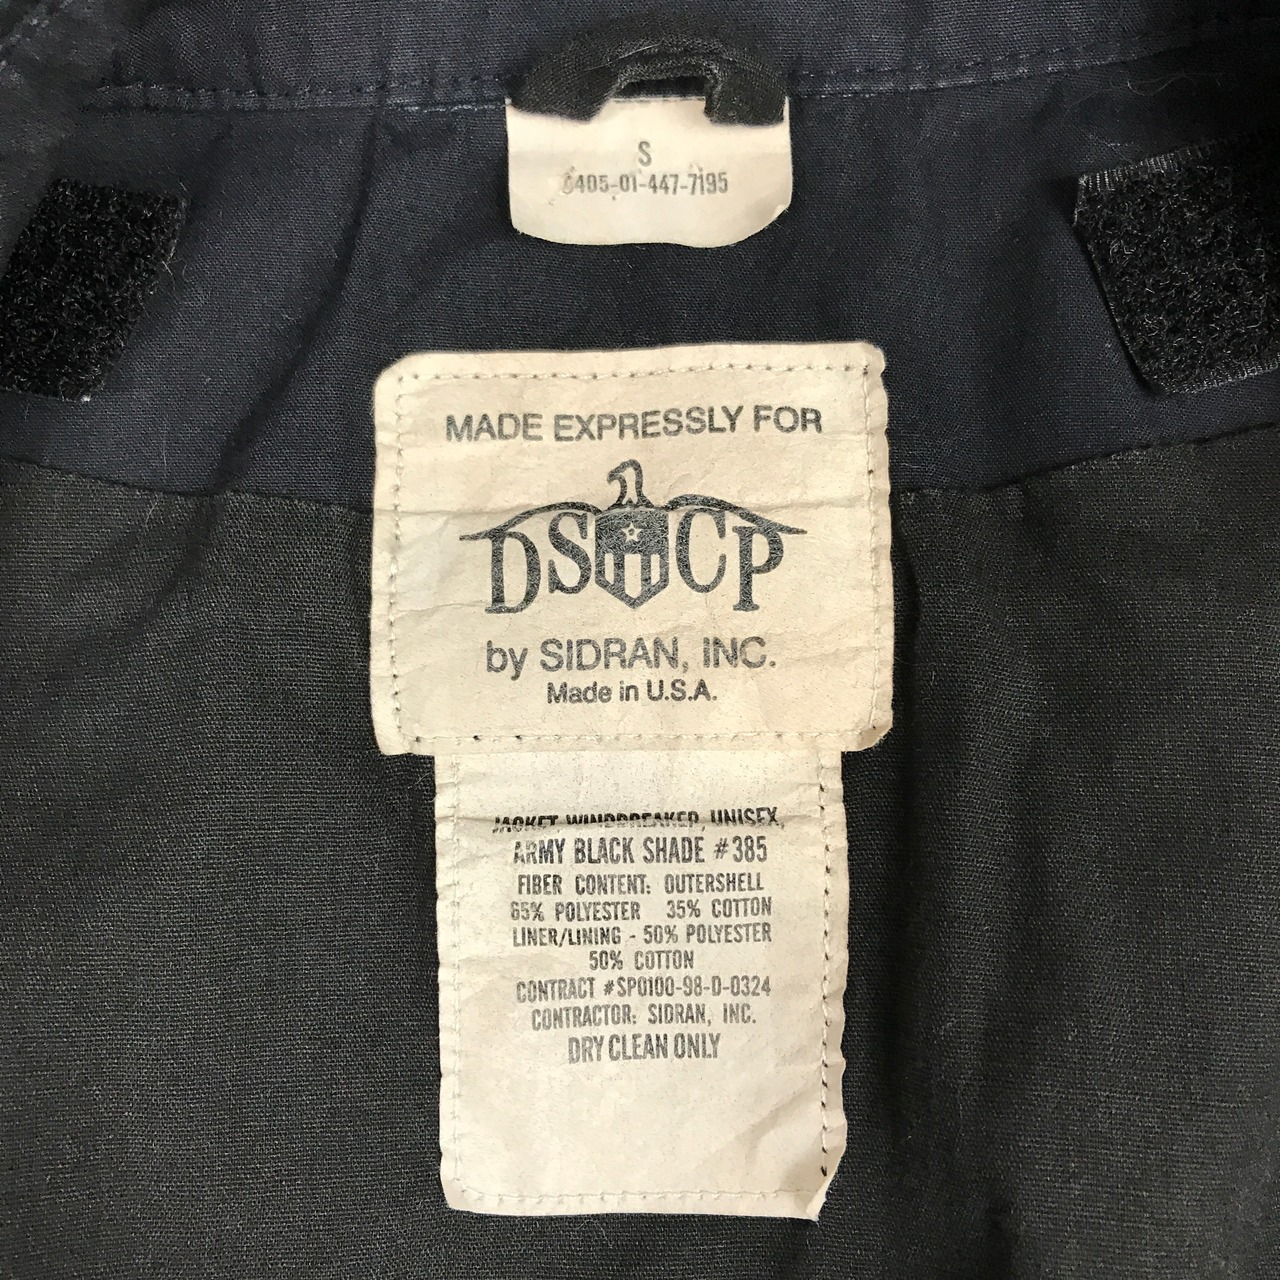 S
8405-01-447-7195
MADE EXPRESSLY FOR
DSCP
by SIDRAN, INC.
Made in U.S.A.
JACKET, WINDBREAKER, UNISEX,
ARMY BLACK SHADE #385
FIBER CONTENT: OUTERSHELL
65% POLYESTER 35% COTTON
LINER/LINING - 50% POLYESTER
50% COTTON
CONTRACT #SPO100-98-D-0324
CONTRACTOR: SIDRAN, INC.
DRY CLEAN ONLY